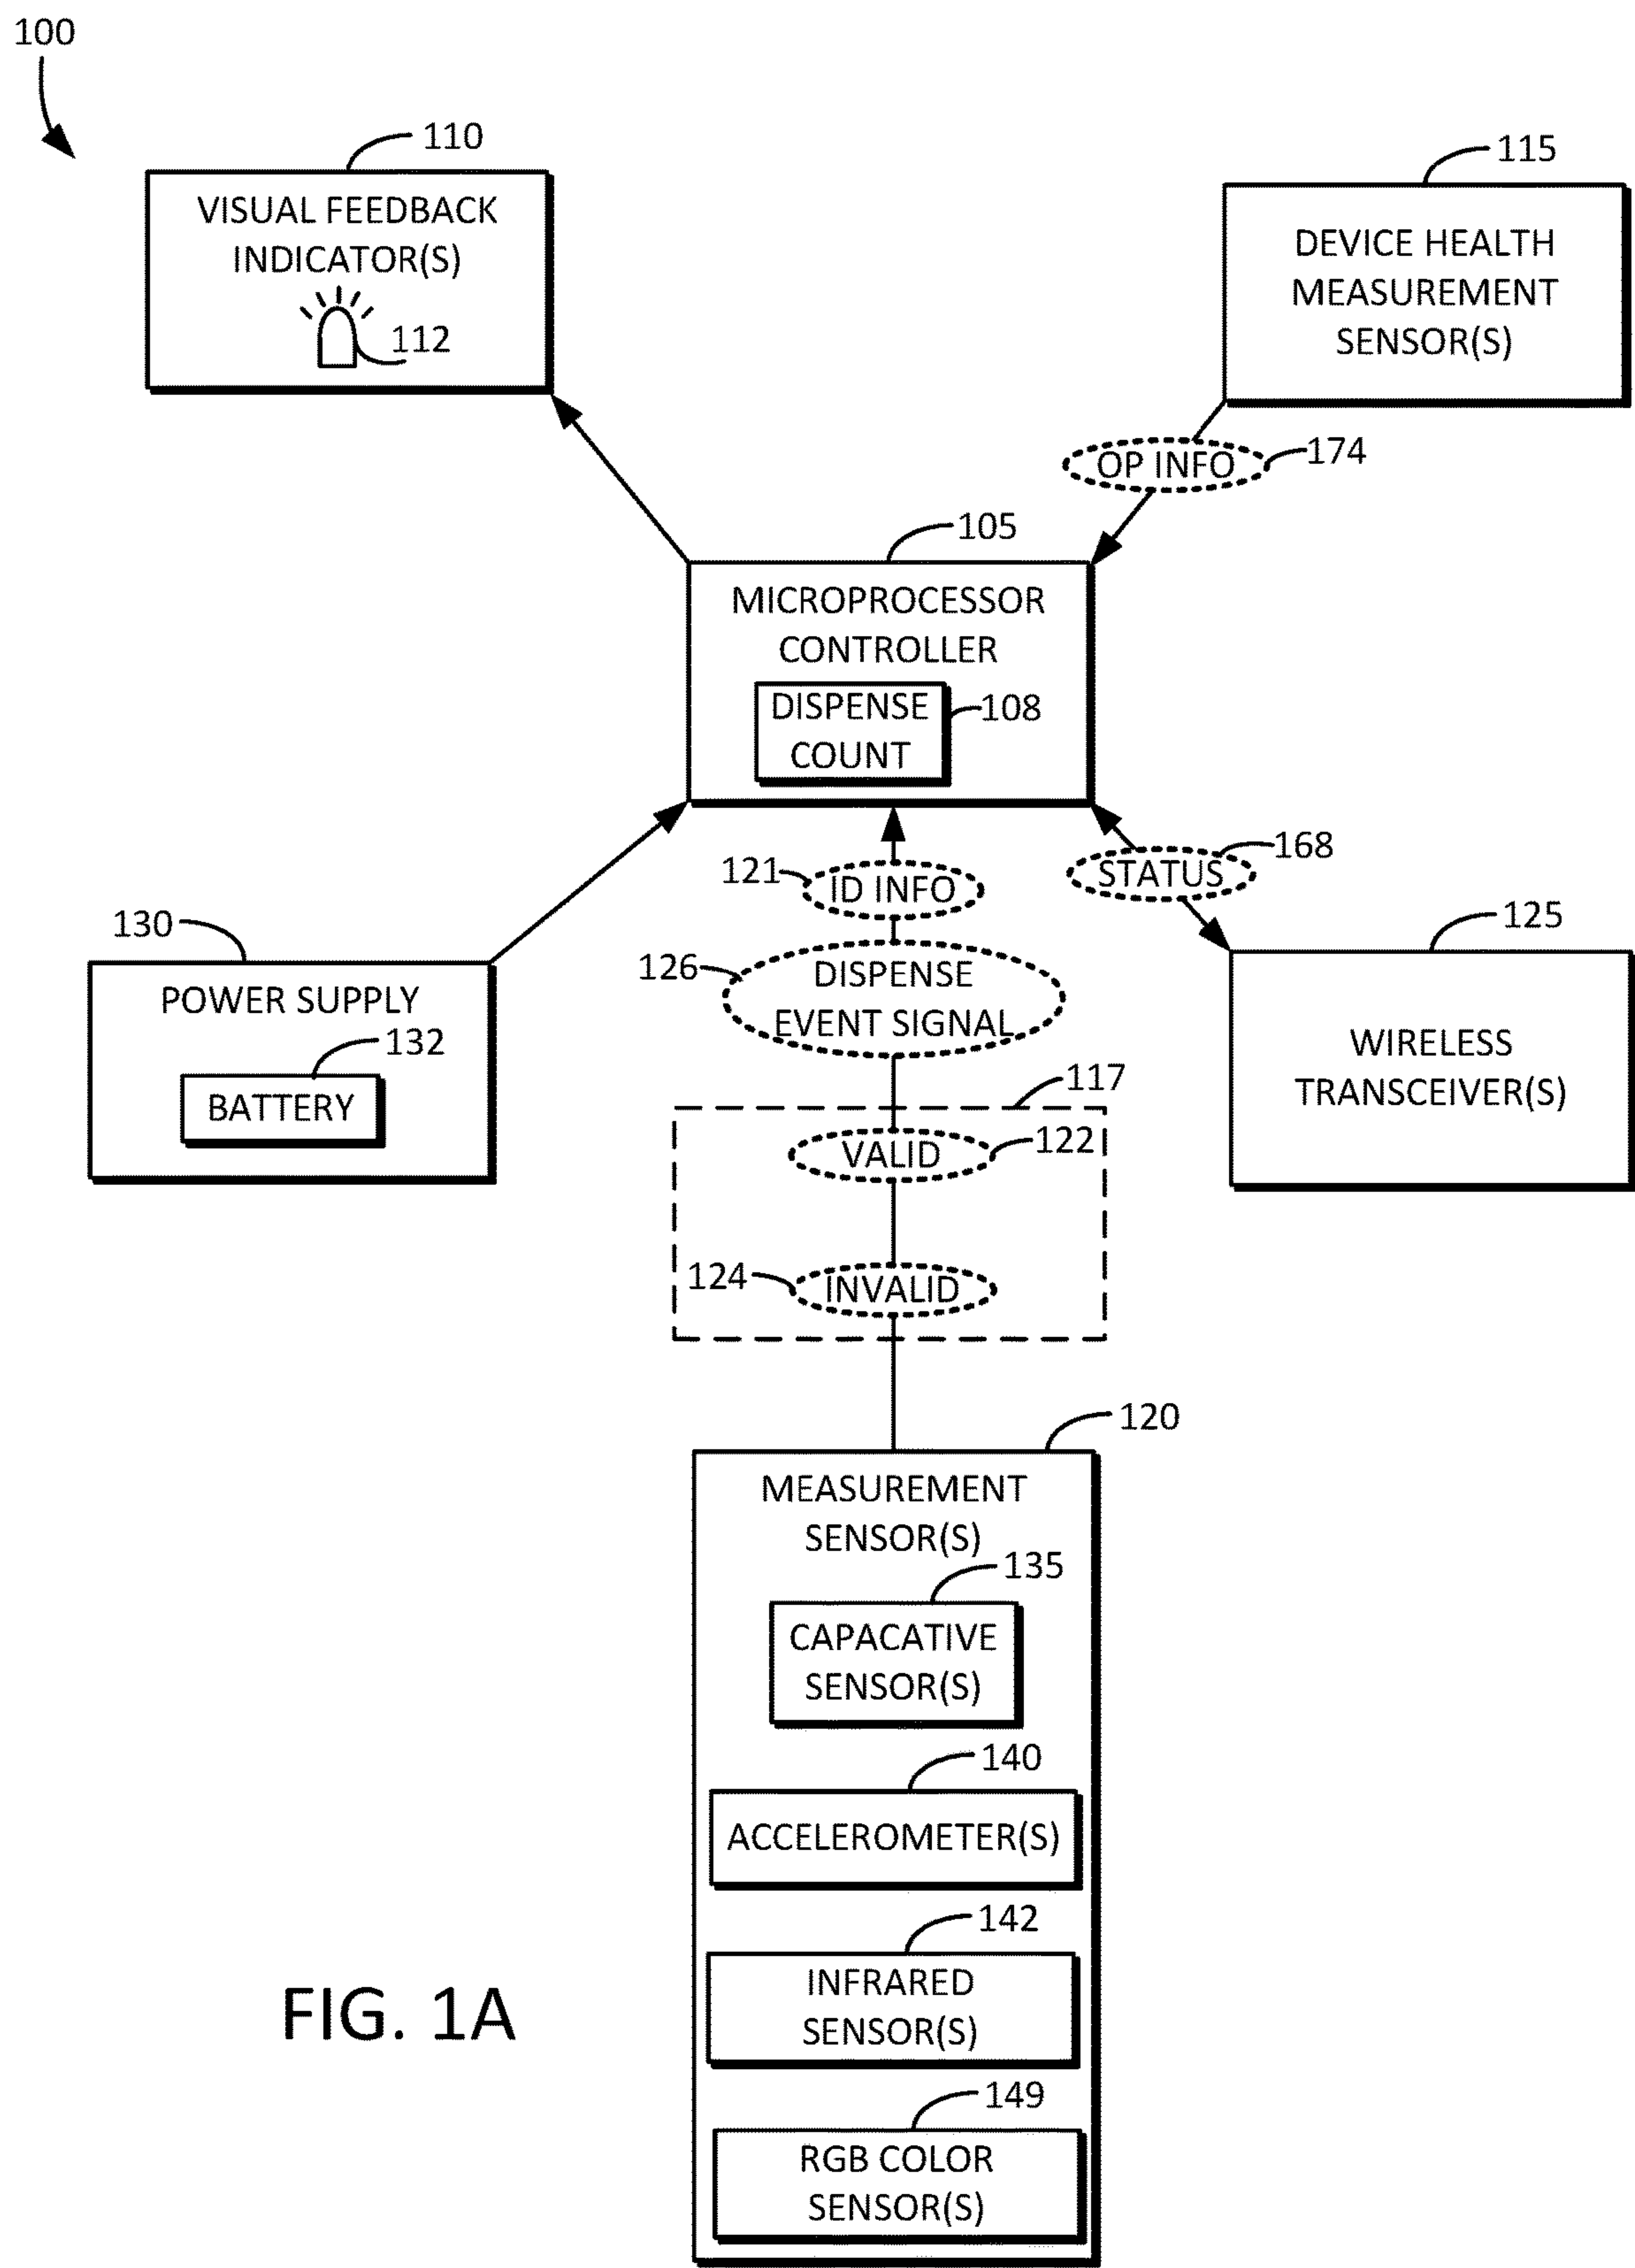 100
110
VISUAL FEEDBACK
INDICATOR(S)
112
115
DEVICE HEALTH
MEASUREMENT
SENSOR(S)
OP INFO
174
105
MICROPROCESSOR
CONTROLLER
DISPENSE
COUNT
108
121
ID INFO
STATUS
168
130
POWER SUPPLY
132
BATTERY
126
DISPENSE
EVENT SIGNAL
125
WIRELESS
TRANSCEIVER(S)
117
VALID
122
124
INVALID
120
MEASUREMENT
SENSOR(S)
135
CAPACATIVE
SENSOR(S)
140
ACCELEROMETER(S)
142
INFRARED
SENSOR(S)
149
RGB COLOR
SENSOR(S)
FIG. 1A